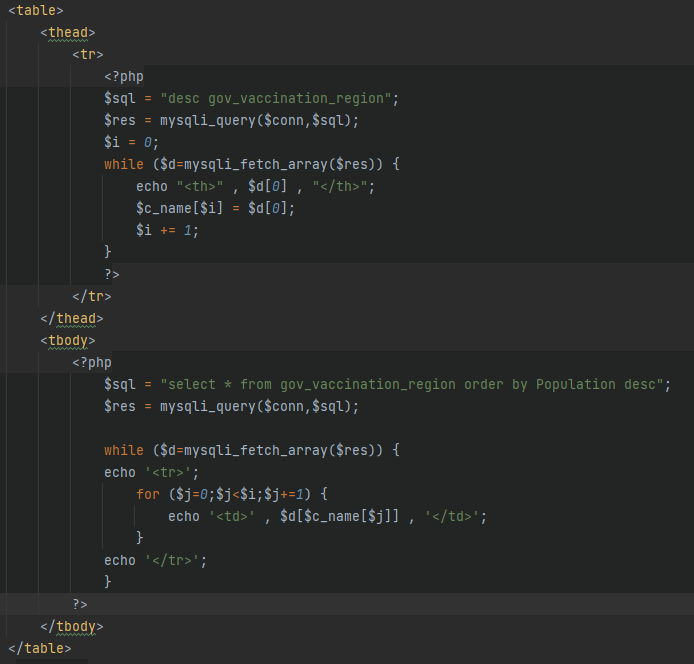 <table>
<thead>
<tr>
<?php
$sql = "desc gov_vaccination_region";
$res = mysqli_query($conn,$sql);
$i = 0;
while ($d=mysqli_fetch_array($res)) {
echo "<th>" , $d[0] , "</th>";
$c_name[$i] = $d[0];
$i += 1;
}
?>
</tr>
</thead>
<tbody>
<?php
$sql = "select * from gov_vaccination_region order by Population desc";
$res = mysqli_query($conn,$sql);
while ($d=mysqli_fetch_array($res)) {
echo '<tr>';
for ($j=0;$j<$i;$j+=1) {
echo '<td>' , $d[$c_name[$j]] , '</td>';
}
echo '</tr>';
}
?>
</tbody>
</table>